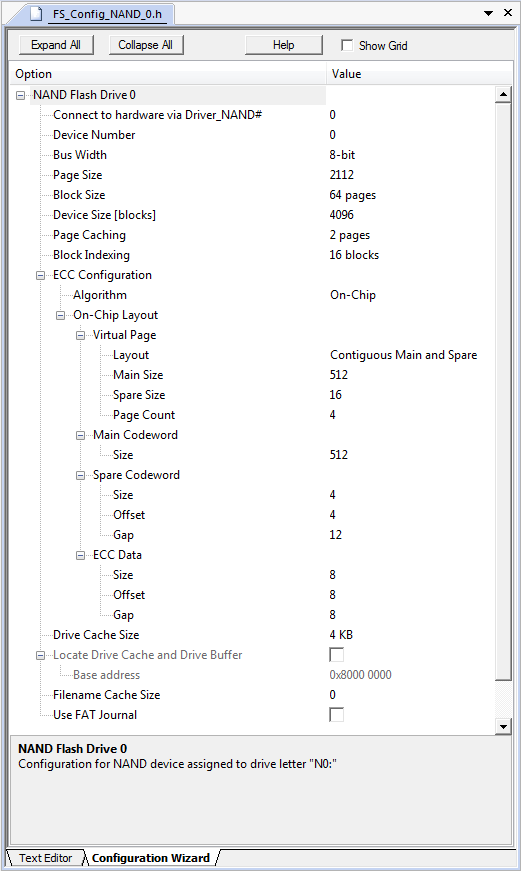 FS_Config_NAND_0.h
Expand All Collapse All Help Show Grid
Option Value
NAND Flash Drive 0
Connect to hardware via Driver_NAND# 0
Device Number 0
Bus Width 8-bit
Page Size 2112
Block Size 64 pages
Device Size [blocks] 4096
Page Caching 2 pages
Block Indexing 16 blocks
ECC Configuration
Algorithm On-Chip
On-Chip Layout
Virtual Page
Layout Contiguous Main and Spare
Main Size 512
Spare Size 16
Page Count 4
Main Codeword
Size 512
Spare Codeword
Size 4
Offset 4
Gap 12
ECC Data
Size 8
Offset 8
Gap 8
Drive Cache Size 4 KB
Locate Drive Cache and Drive Buffer
Base address 0x8000 0000
Filename Cache Size 0
Use FAT Journal
NAND Flash Drive 0
Configuration for NAND device assigned to drive letter "N0:"
Text Editor Configuration Wizard